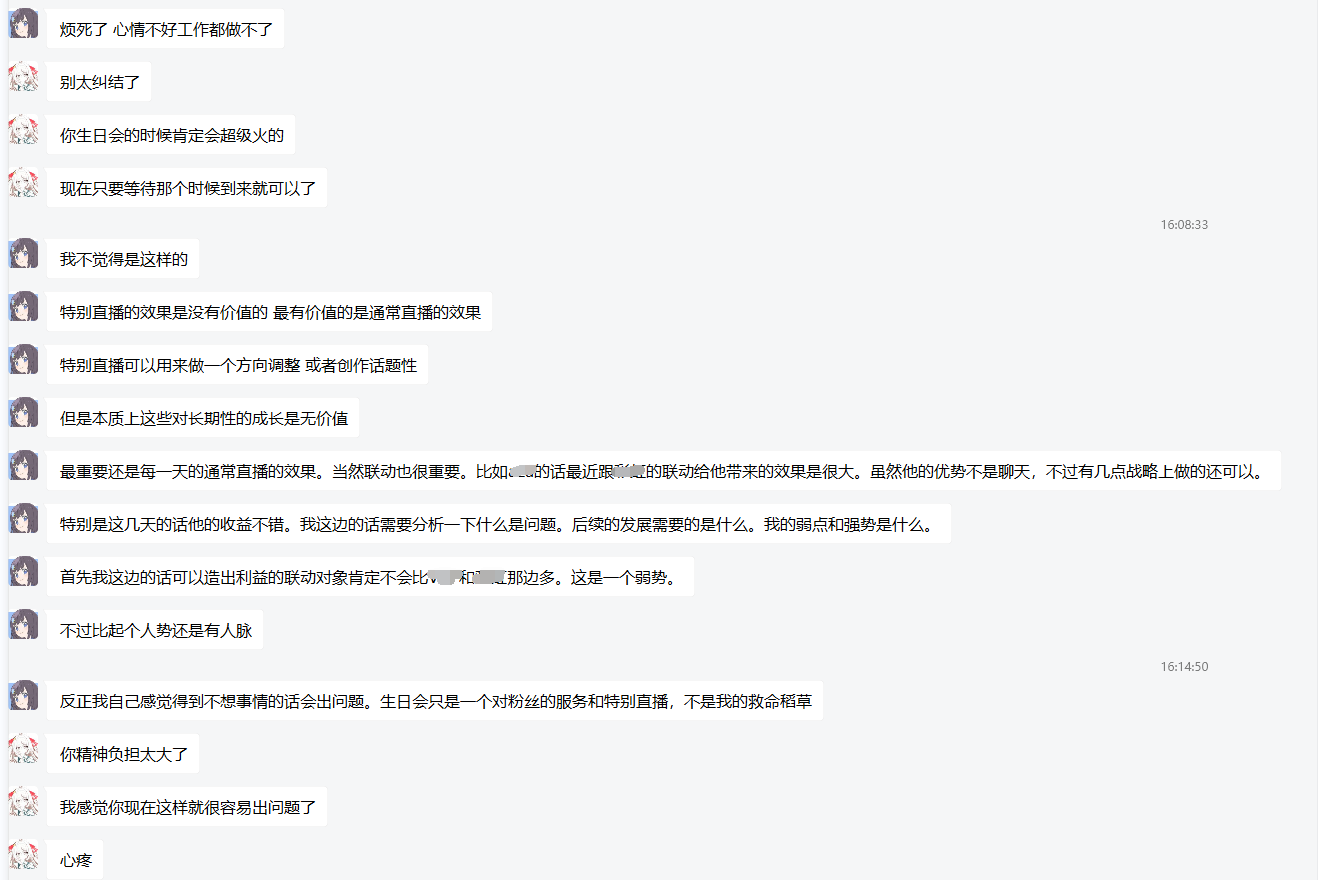 烦死了 心情不好工作都做不了
别太纠结了
你生日会的时候肯定会超级火的
现在只要等待那个时候到来就可以了
16:08:33
我不觉得是这样的
特别直播的效果是没有价值的 最有价值的是通常直播的效果
特别直播可以用来做一个方向调整 或者创作话题性
但是本质上这些对长期性的成长是无价值
最重要还是每一天的通常直播的效果。当然联动也很重要。比如的话最近跟的联动给他带来的效果是很大。虽然他的优势不是聊天，不过有几点战略上做的还可以。
特别是这几天的话他的收益不错。我这边的话需要分析一下什么是问题。后续的发展需要的是什么。我的弱点和强势是什么。
首先我这边的话可以造出利益的联动对象肯定不会比和那边多。这是一个弱势。
不过比起个人势还是有人脉
16:14:50
反正我自己感觉得到不想事情的话会出问题。生日会只是一个对粉丝的服务和特别直播，不是我的救命稻草
你精神负担太大了
我感觉你现在这样就很容易出问题了
心疼